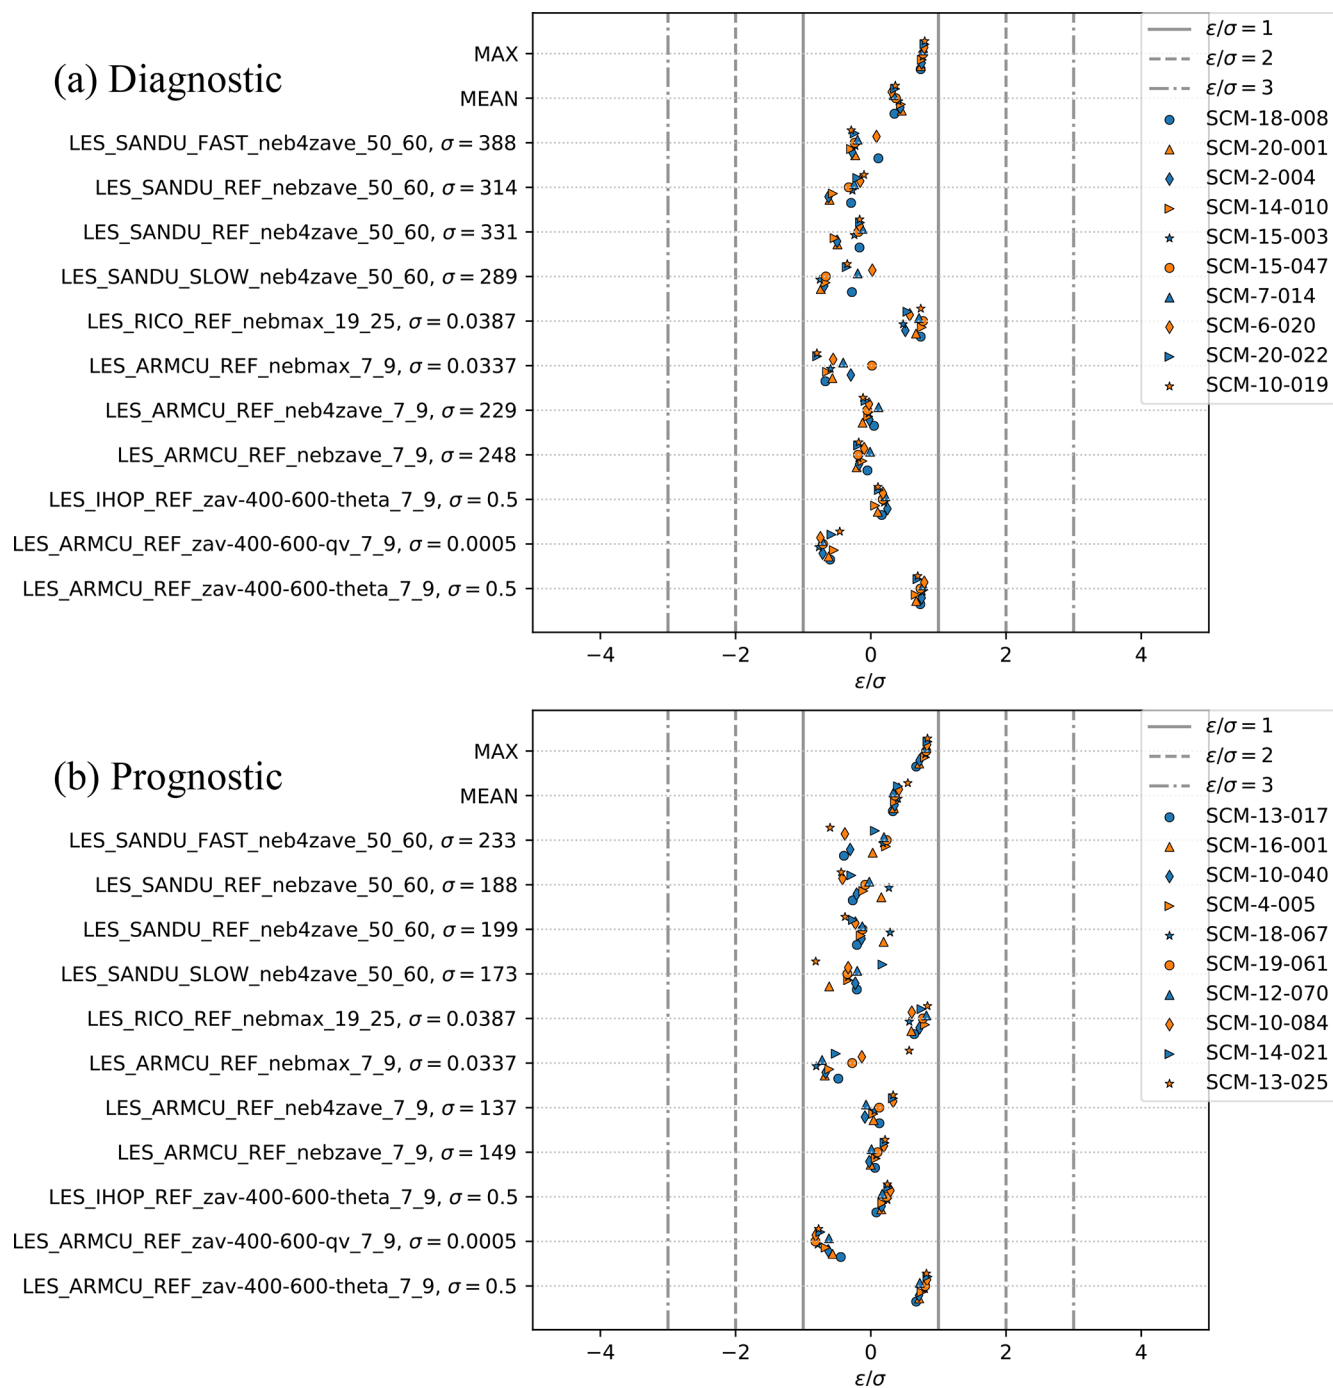 (a) Diagnostic
MAX
MEAN
LES_SANDU_FAST_neb4zave_50_60, σ = 388
LES_SANDU_REF_nebzave_50_60, σ = 314
LES_SANDU_REF_neb4zave_50_60, σ = 331
LES_SANDU_SLOW_neb4zave_50_60, σ = 289
LES_RICO_REF_nebmax_19_25, σ = 0.0387
LES_ARMCU_REF_nebmax_7_9, σ = 0.0337
LES_ARMCU_REF_neb4zave_7_9, σ = 229
LES_ARMCU_REF_nebzave_7_9, σ = 248
LES_IHOP_REF_zav-400-600-theta_7_9, σ = 0.5
LES_ARMCU_REF_zav-400-600-qv_7_9, σ = 0.0005
LES_ARMCU_REF_zav-400-600-theta_7_9, σ = 0.5
−4 −2 0 2 4
ε/σ
ε/σ = 1
ε/σ = 2
ε/σ = 3
SCM-18-008
SCM-20-001
SCM-2-004
SCM-14-010
SCM-15-003
SCM-15-047
SCM-7-014
SCM-6-020
SCM-20-022
SCM-10-019
(b) Prognostic
MAX
MEAN
LES_SANDU_FAST_neb4zave_50_60, σ = 233
LES_SANDU_REF_nebzave_50_60, σ = 188
LES_SANDU_REF_neb4zave_50_60, σ = 199
LES_SANDU_SLOW_neb4zave_50_60, σ = 173
LES_RICO_REF_nebmax_19_25, σ = 0.0387
LES_ARMCU_REF_nebmax_7_9, σ = 0.0337
LES_ARMCU_REF_neb4zave_7_9, σ = 137
LES_ARMCU_REF_nebzave_7_9, σ = 149
LES_IHOP_REF_zav-400-600-theta_7_9, σ = 0.5
LES_ARMCU_REF_zav-400-600-qv_7_9, σ = 0.0005
LES_ARMCU_REF_zav-400-600-theta_7_9, σ = 0.5
−4 −2 0 2 4
ε/σ
ε/σ = 1
ε/σ = 2
ε/σ = 3
SCM-13-017
SCM-16-001
SCM-10-040
SCM-4-005
SCM-18-067
SCM-19-061
SCM-12-070
SCM-10-084
SCM-14-021
SCM-13-025